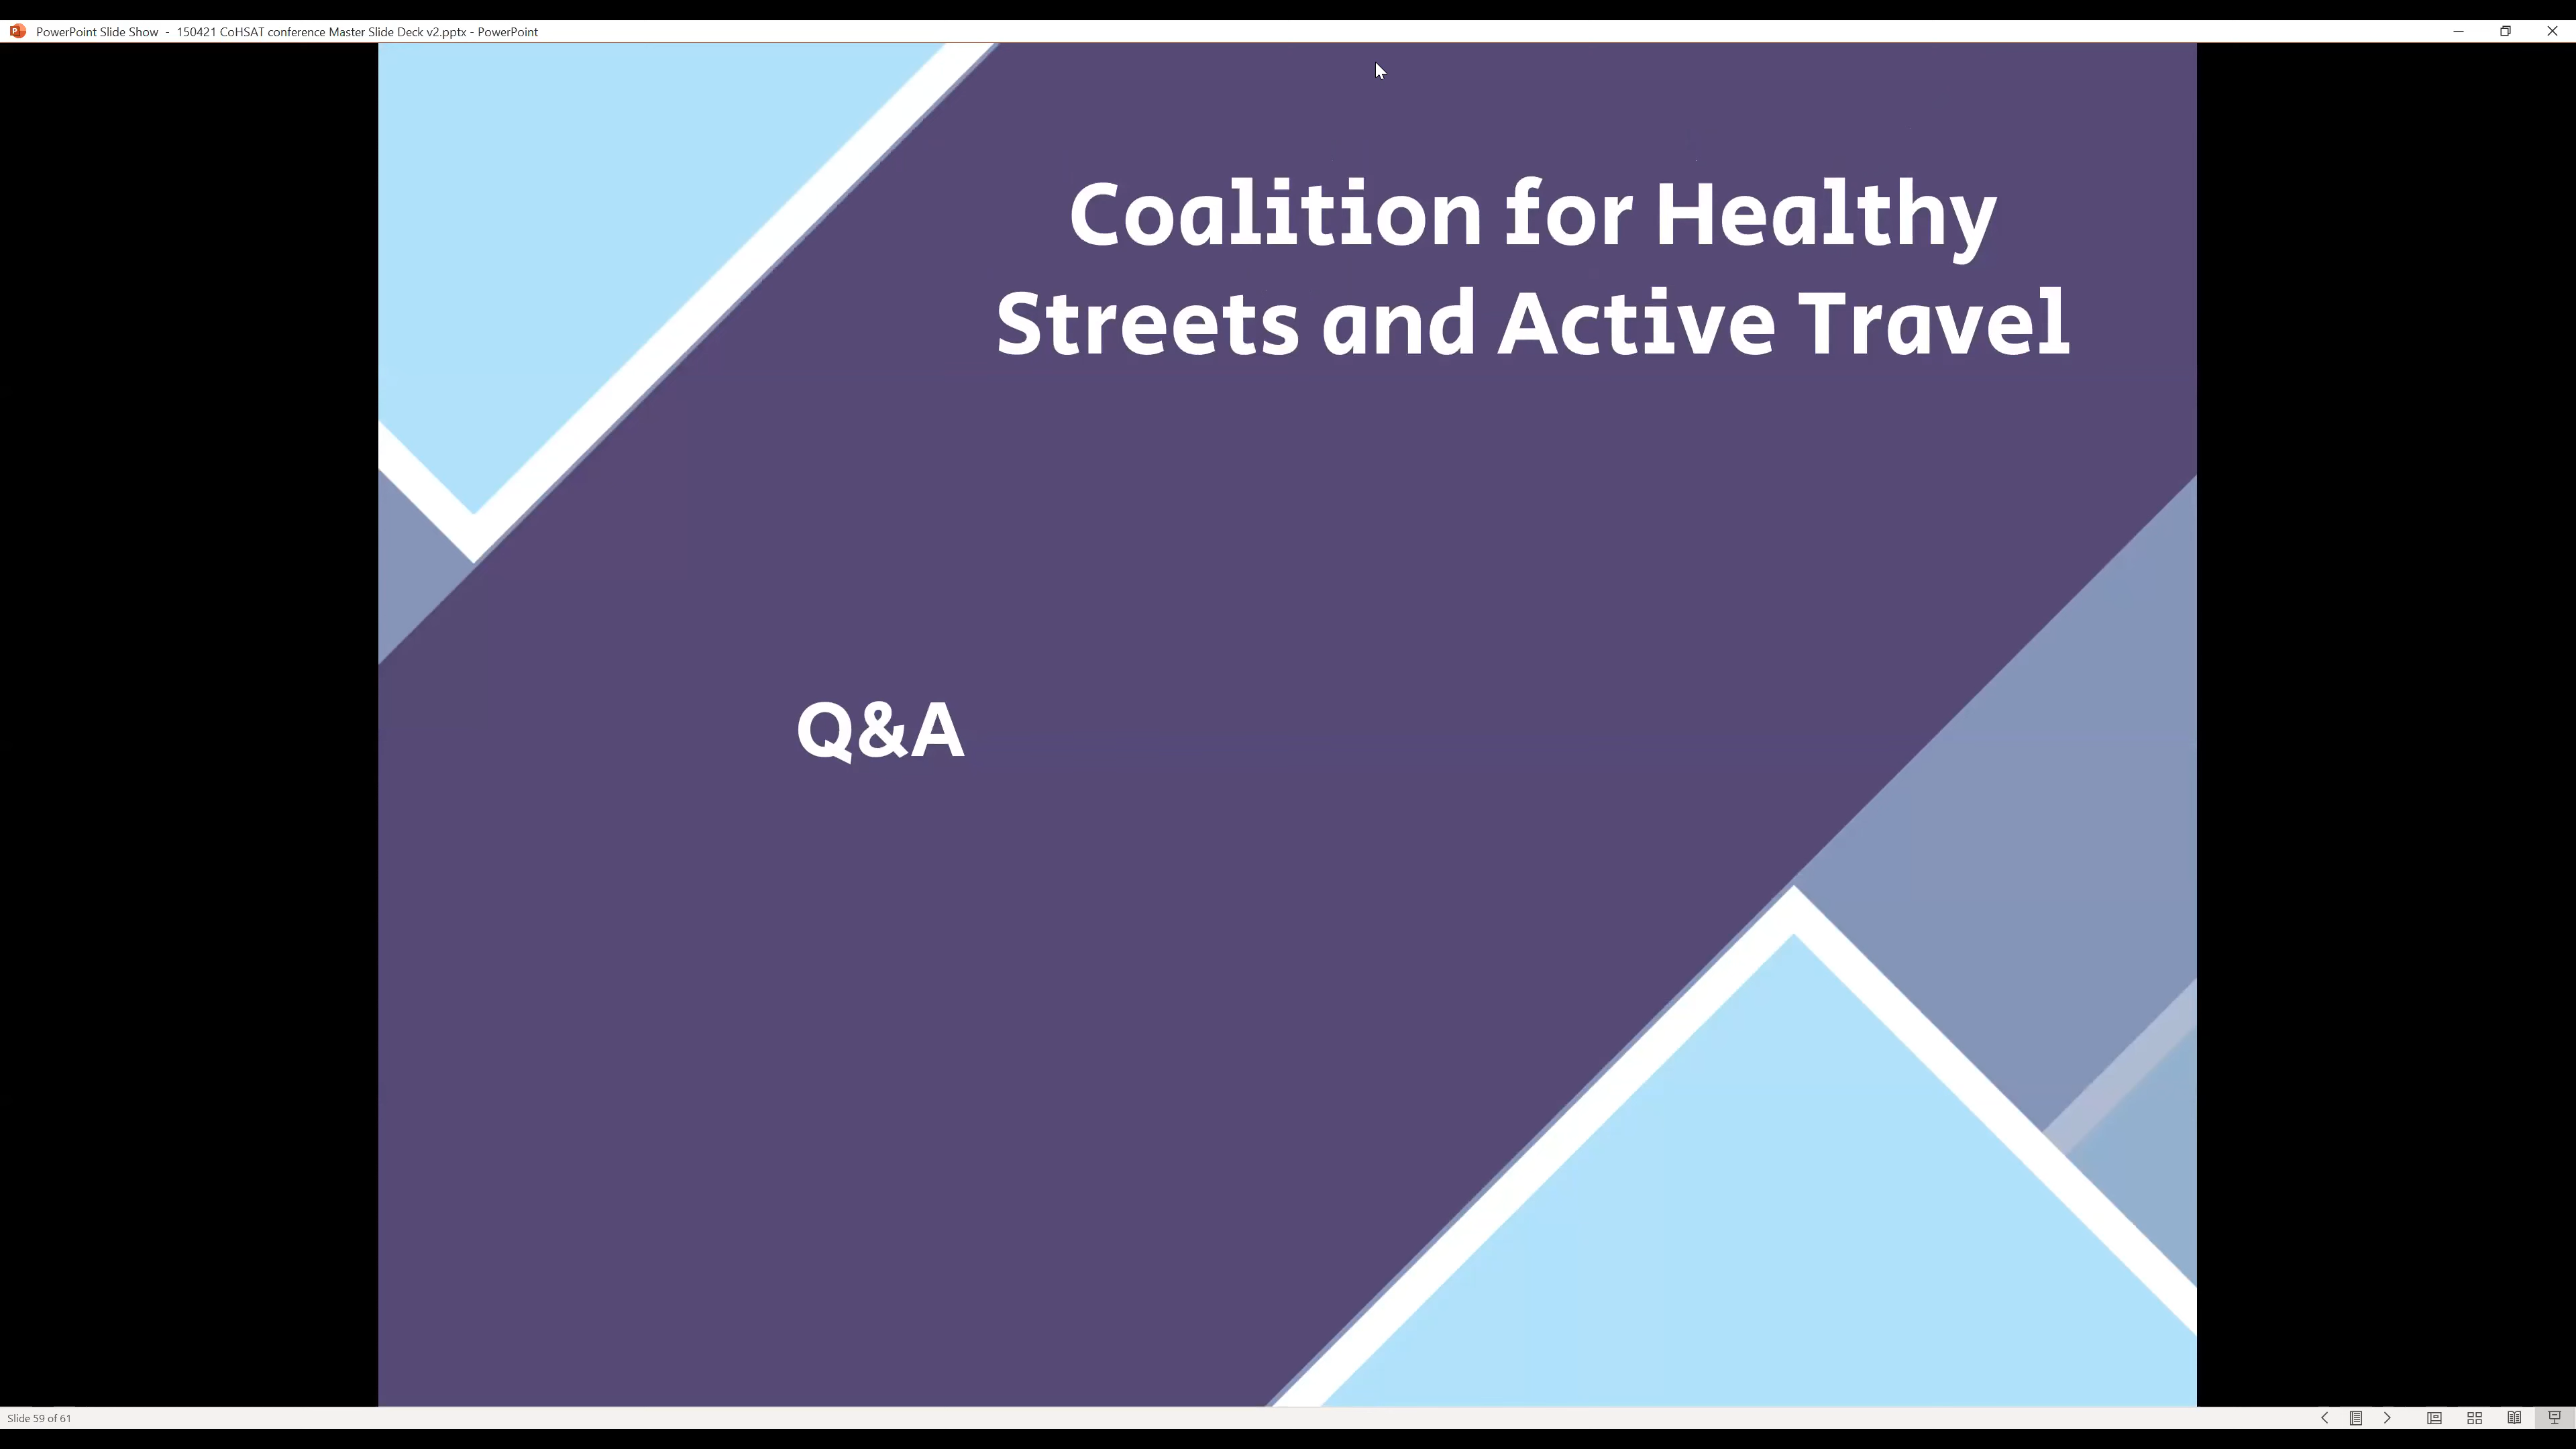 PowerPoint Slide Show - 150421 CoHSAT conference Master Slide Deck v2.pptx - PowerPoint
Coalition for Healthy
Streets and Active Travel
Q&A
Slide 59 of 61